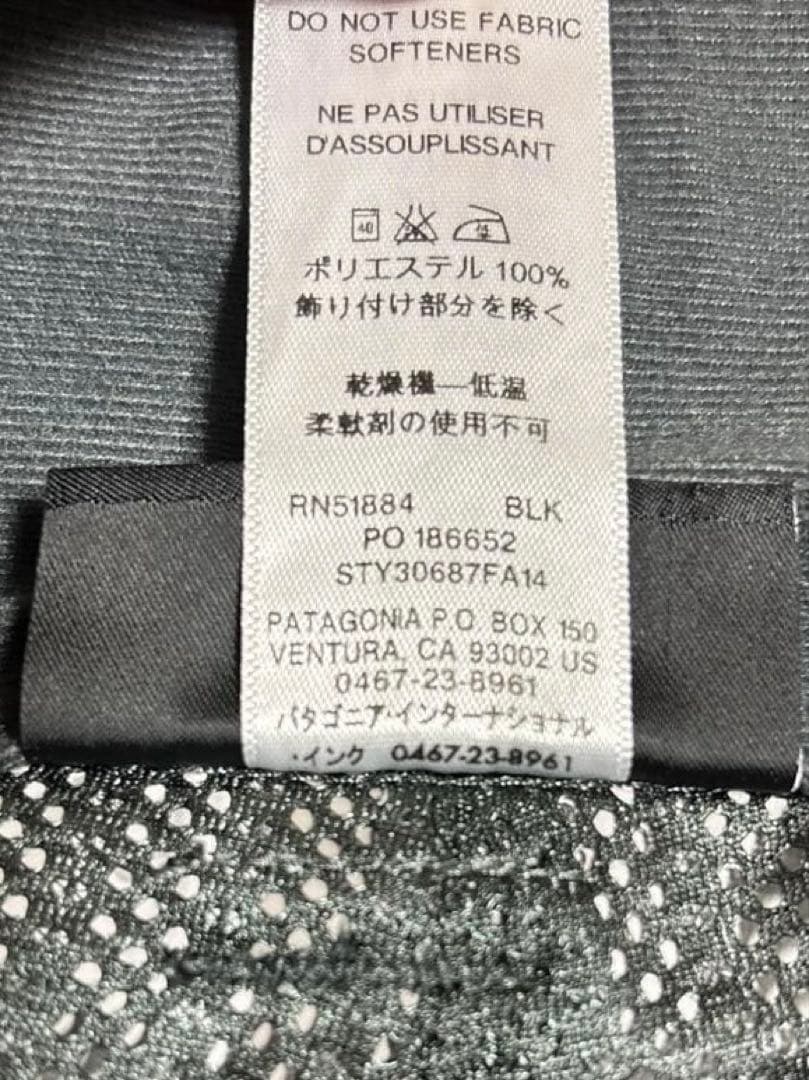 DO NOT USE FABRIC
SOFTENERS
NE PAS UTILISER
D'ASSOUPLISSANT
40
低
ポリエステル 100%
飾り付け部分を除く
乾燥機—低温
柔軟剤の使用不可
RN51884 BLK
PO 186652
STY30687FA14
PATAGONIA P.O. BOX 150
VENTURA, CA 93002 US
0467-23-8961
パタゴニア・インターナショナル
・インク 0467-23-8961